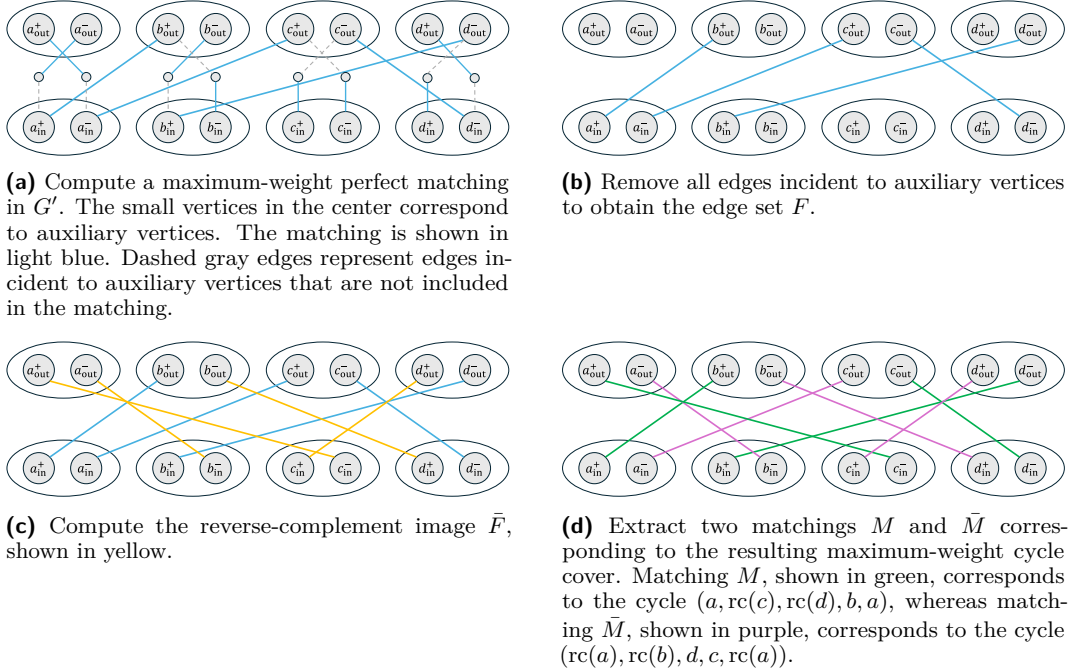 a⁺out a⁻out b⁺out b⁻out c⁺out c⁻out d⁺out d⁻out
a⁺in a⁻in b⁺in b⁻in c⁺in c⁻in d⁺in d⁻in
(a) Compute a maximum-weight perfect matching
in G′. The small vertices in the center correspond
to auxiliary vertices. The matching is shown in
light blue. Dashed gray edges represent edges in-
cident to auxiliary vertices that are not included
in the matching.
a⁺out a⁻out b⁺out b⁻out c⁺out c⁻out d⁺out d⁻out
a⁺in a⁻in b⁺in b⁻in c⁺in c⁻in d⁺in d⁻in
(b) Remove all edges incident to auxiliary vertices
to obtain the edge set F.
a⁺out a⁻out b⁺out b⁻out c⁺out c⁻out d⁺out d⁻out
a⁺in a⁻in b⁺in b⁻in c⁺in c⁻in d⁺in d⁻in
(c) Compute the reverse-complement image F̄,
shown in yellow.
a⁺out a⁻out b⁺out b⁻out c⁺out c⁻out d⁺out d⁻out
a⁺in a⁻in b⁺in b⁻in c⁺in c⁻in d⁺in d⁻in
(d) Extract two matchings M and M̄ corre-
sponding to the resulting maximum-weight cycle
cover. Matching M, shown in green, corresponds
to the cycle (a, rc(c), rc(d), b, a), whereas match-
ing M̄, shown in purple, corresponds to the cycle
(rc(a), rc(b), d, c, rc(a)).